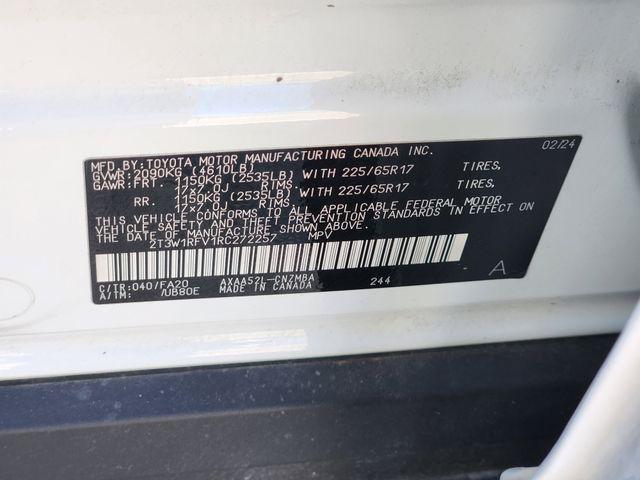 MFD.BY:TOYOTA MOTOR MANUFACTURING CANADA INC. 02/24
GVWR:2090KG (4610LB)
GAWR:FRT. 1150KG (2535LB) WITH 225/65R17 TIRES,
17x7.0J RIMS.
RR. 1150KG (2535LB) WITH 225/65R17 TIRES,
17x7.0J RIMS.
THIS VEHICLE CONFORMS TO ALL APPLICABLE FEDERAL MOTOR
VEHICLE SAFETY AND THEFT PREVENTION STANDARDS IN
EFFECT ON THE DATE OF MANUFACTURE SHOWN ABOVE.
2T3W1RFV1RC272257 MPV
C/TR:040/FA20 AXAA52L-CNZMBA 244 A
A/TM: /UB80E MADE IN CANADA